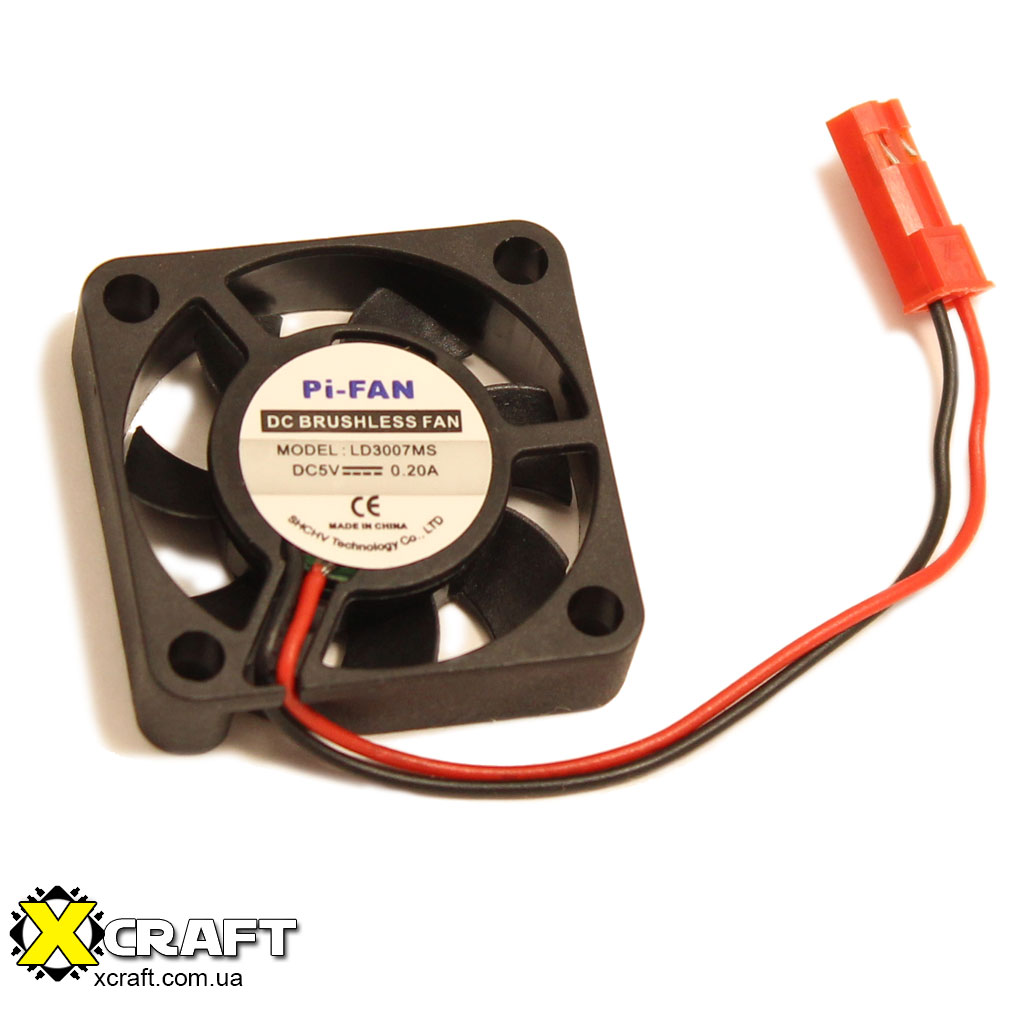 Pi-FAN
DC BRUSHLESS FAN
MODEL : LD3007MS
DC5V 0.20A
CE
MADE IN CHINA
SHCHV Technology Co., LTD
XCRAFT
xcraft.com.ua